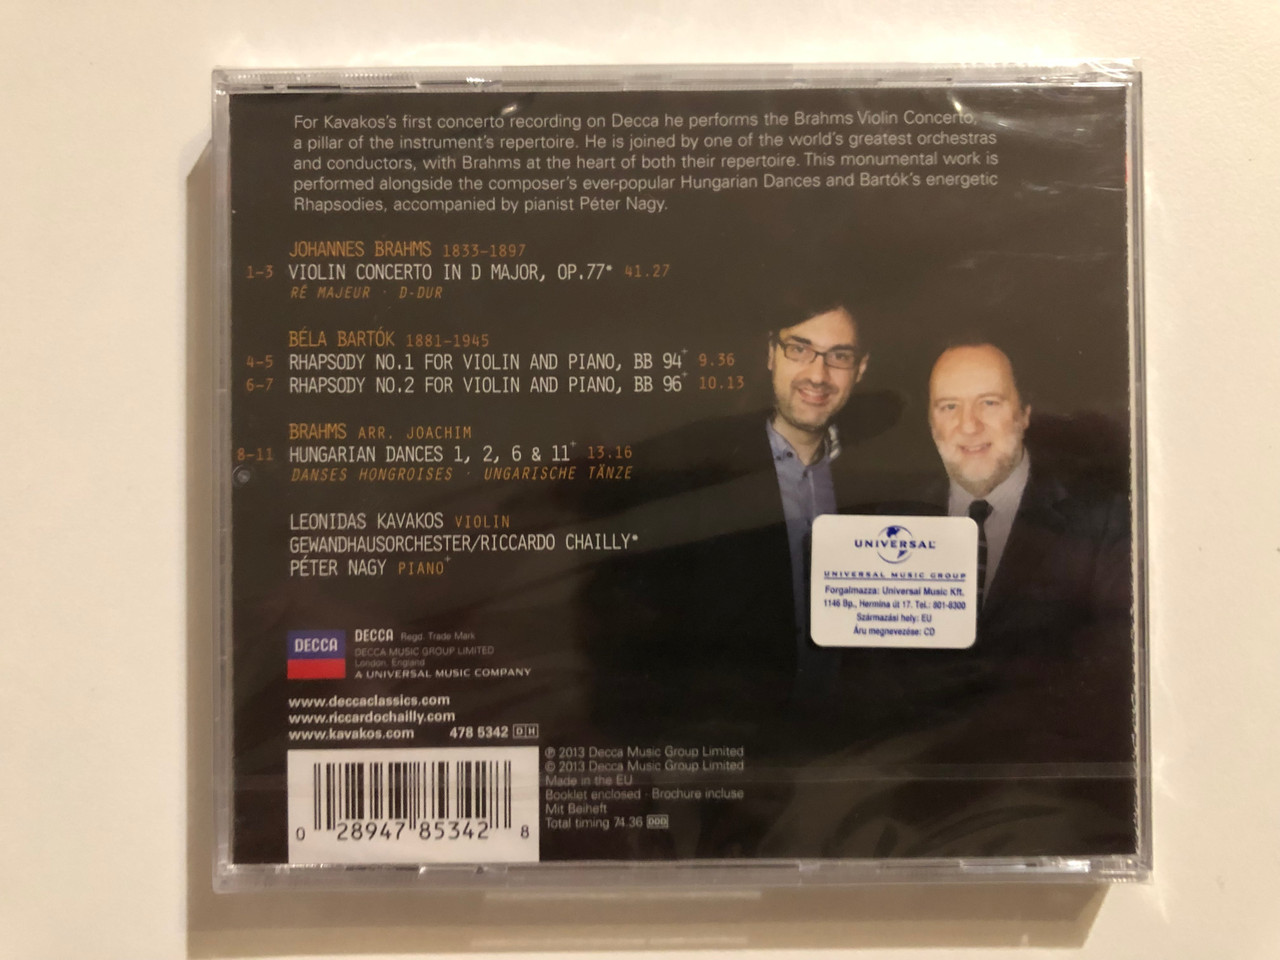 For Kavakos's first concerto recording on Decca he performs the Brahms Violin Concerto,
a pillar of the instrument's repertoire. He is joined by one of the world's greatest orchestras
and conductors, with Brahms at the heart of both their repertoire. This monumental work is
performed alongside the composer's ever-popular Hungarian Dances and Bartók's energetic
Rhapsodies, accompanied by pianist Péter Nagy.
JOHANNES BRAHMS 1833–1897
1–3 VIOLIN CONCERTO IN D MAJOR, OP.77* 41.27
RÉ MAJEUR · D-DUR
BÉLA BARTÓK 1881–1945
4–5 RHAPSODY NO.1 FOR VIOLIN AND PIANO, BB 94+ 9.36
6–7 RHAPSODY NO.2 FOR VIOLIN AND PIANO, BB 96+ 10.13
BRAHMS ARR. JOACHIM
8–11 HUNGARIAN DANCES 1, 2, 6 & 11+ 13.16
DANSES HONGROISES · UNGARISCHE TÄNZE
LEONIDAS KAVAKOS VIOLIN
GEWANDHAUSORCHESTER/RICCARDO CHAILLY*
PÉTER NAGY PIANO+
UNIVERSAL
UNIVERSAL MUSIC GROUP
Forgalmazza: Universal Music Kft.
1146 Bp., Hermina út 17. Tel.: 801-8300
Származási hely: EU
Áru megnevezése: CD
DECCA
DECCA Regd. Trade Mark
DECCA MUSIC GROUP LIMITED
London, England
A UNIVERSAL MUSIC COMPANY
www.deccaclassics.com
www.riccardochailly.com
www.kavakos.com 478 5342 DH
℗ 2013 Decca Music Group Limited
© 2013 Decca Music Group Limited
Made in the EU
Booklet enclosed · Brochure incluse
Mit Beiheft
Total timing 74.36 DDD
0 28947 85342 8